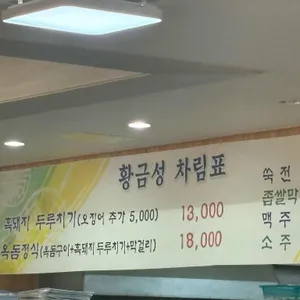 황금성 차림표
흑돼지 두루치기(오징어 추가 5,000) 13,000
옥돔정식(옥돔구이+흑돼지두루치기+막걸리) 18,000
쑥전
좁쌀막
맥주
소주